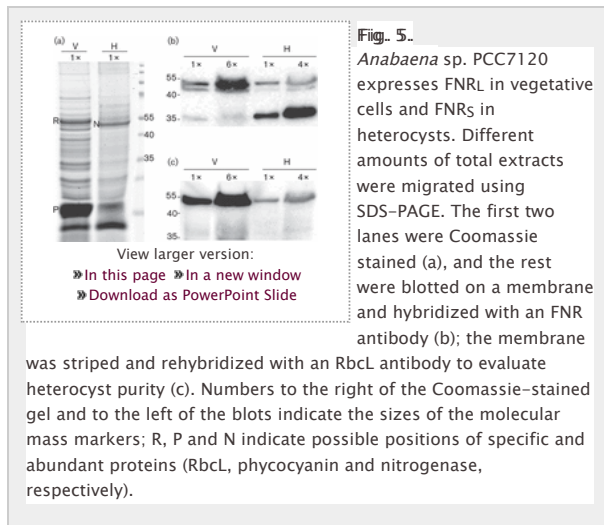 (a)
V
H
1×
1×
R
N
P
55
40
35
(b)
V
H
1×
6×
1×
4×
55-
40-
35-
(c)
V
H
1×
6×
1×
4×
55-
40-
35-
View larger version:
»In this page »In a new window
»Download as PowerPoint Slide
Fig. 5.
Anabaena sp. PCC7120
expresses FNRL in vegetative
cells and FNRS in
heterocysts. Different
amounts of total extracts
were migrated using
SDS-PAGE. The first two
lanes were Coomassie
stained (a), and the rest
were blotted on a membrane
and hybridized with an FNR
antibody (b); the membrane
was striped and rehybridized with an RbcL antibody to evaluate
heterocyst purity (c). Numbers to the right of the Coomassie-stained
gel and to the left of the blots indicate the sizes of the molecular
mass markers; R, P and N indicate possible positions of specific and
abundant proteins (RbcL, phycocyanin and nitrogenase,
respectively).